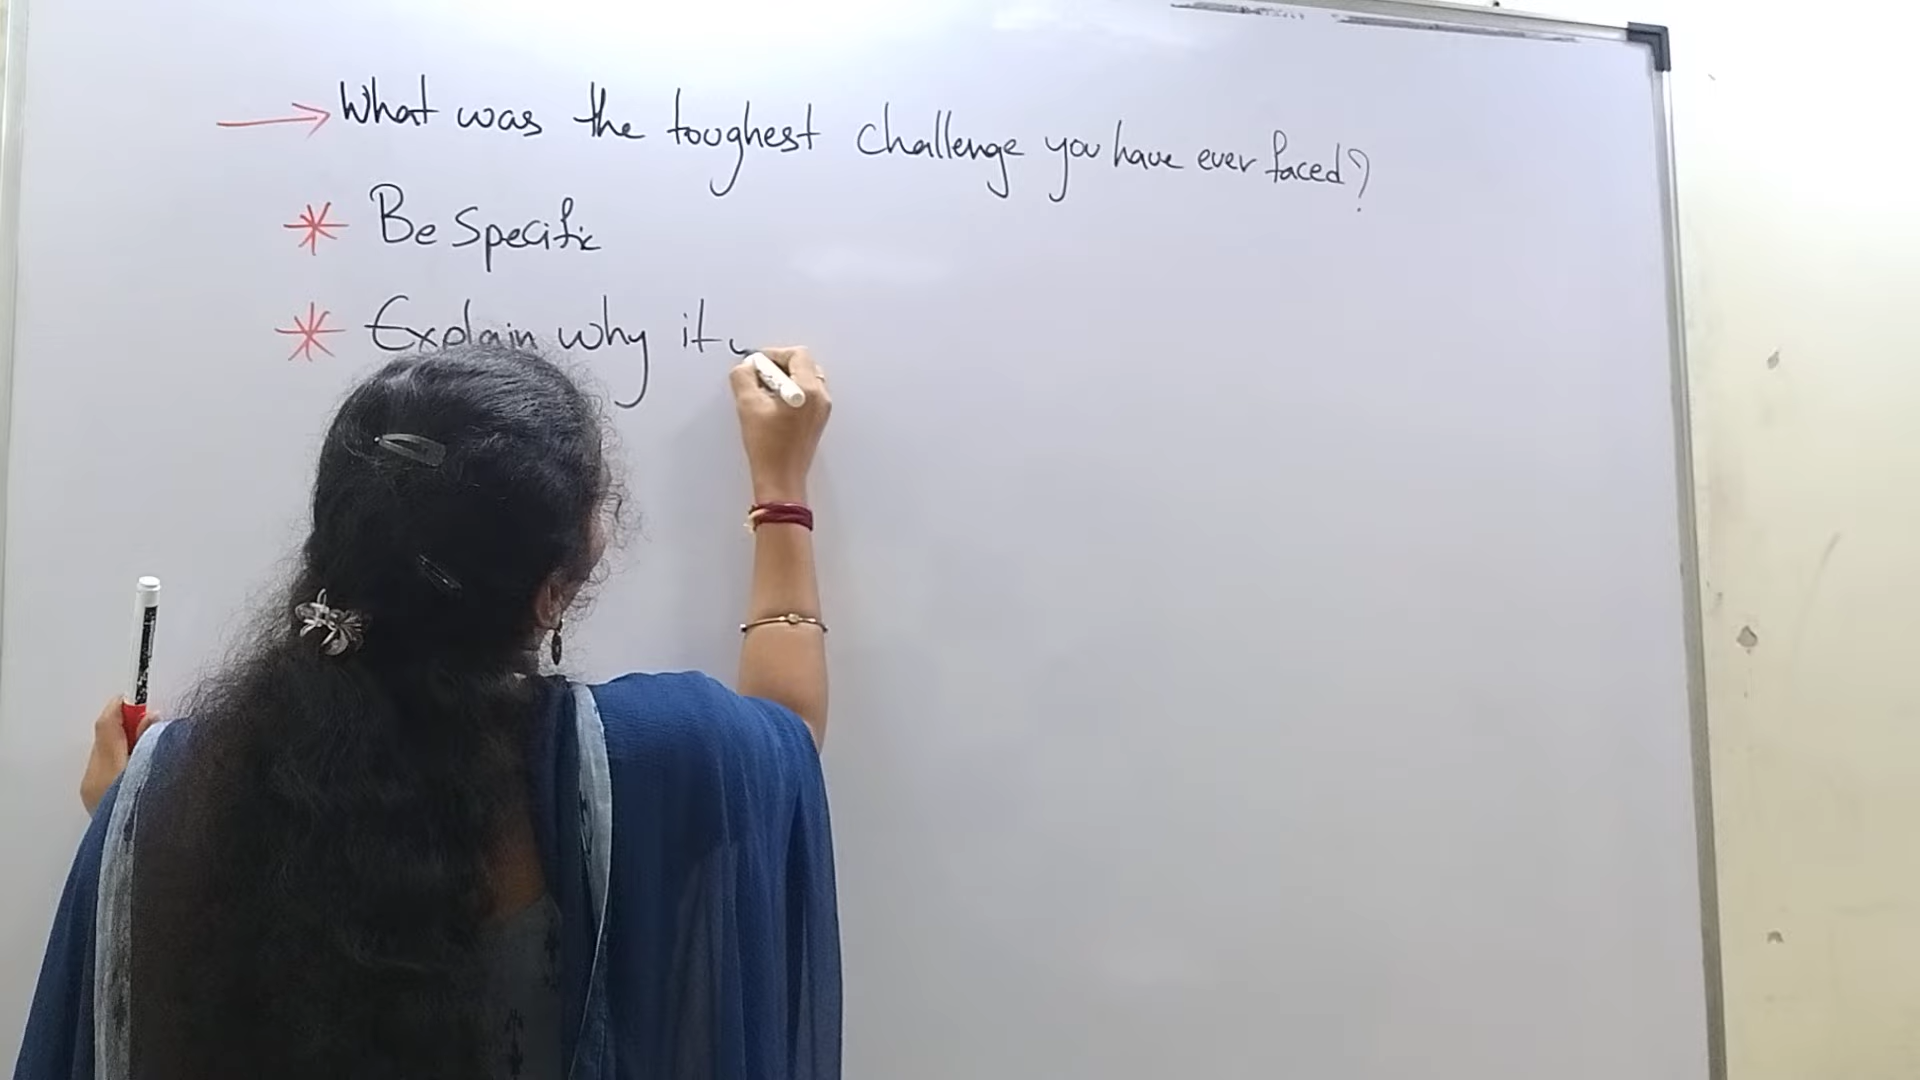 What was the toughest challenge you have ever faced?
Be Specific
Explain why it